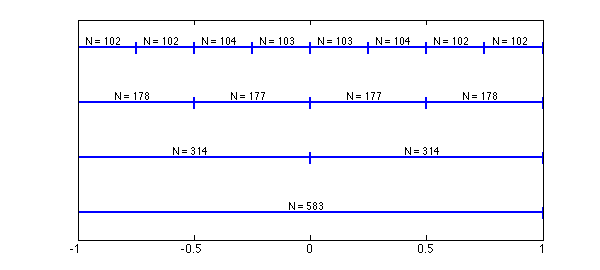 N = 102 N = 102 N = 104 N = 103 N = 103 N = 104 N = 102 N = 102
N = 178 N = 177 N = 177 N = 178
N = 314 N = 314
N = 583
-1 -0.5 0 0.5 1